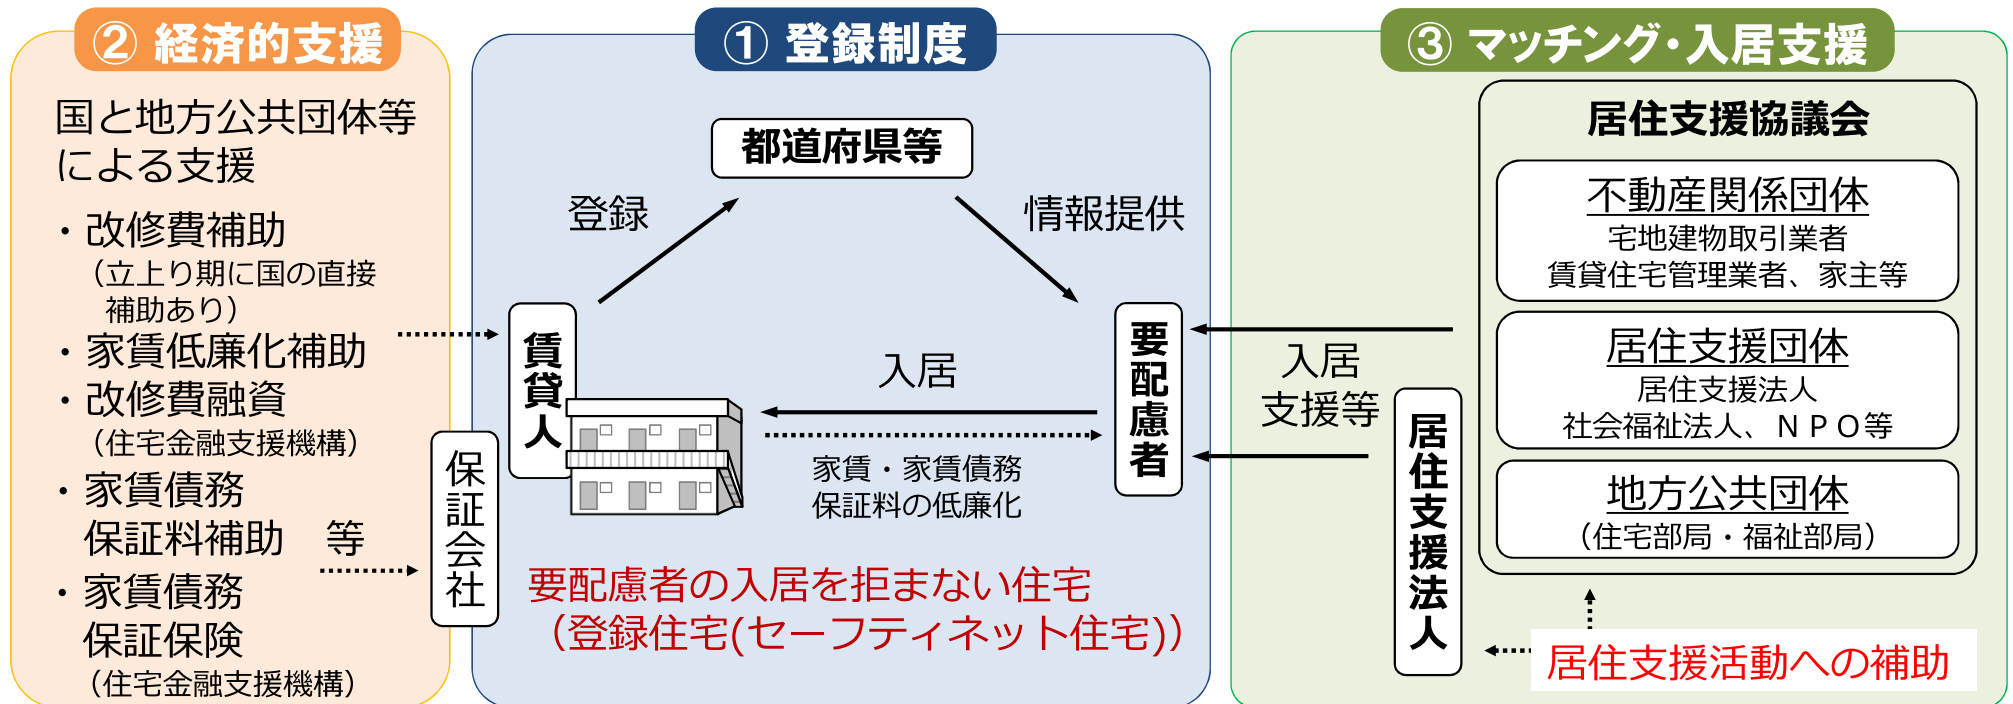 ② 経済的支援
国と地方公共団体等
による支援
・改修費補助
（立上り期に国の直接
補助あり）
・家賃低廉化補助
・改修費融資
（住宅金融支援機構）
・家賃債務
保証料補助　等
・家賃債務
保証保険
（住宅金融支援機構）
保証会社
① 登録制度
都道府県等
登録
情報提供
賃貸人
入居
家賃・家賃債務
保証料の低廉化
要配慮者
要配慮者の入居を拒まない住宅
（登録住宅(セーフティネット住宅)）
③ マッチング・入居支援
入居
支援等
居住支援法人
居住支援協議会
不動産関係団体
宅地建物取引業者
賃貸住宅管理業者、家主等
居住支援団体
居住支援法人
社会福祉法人、ＮＰＯ等
地方公共団体
（住宅部局・福祉部局）
居住支援活動への補助